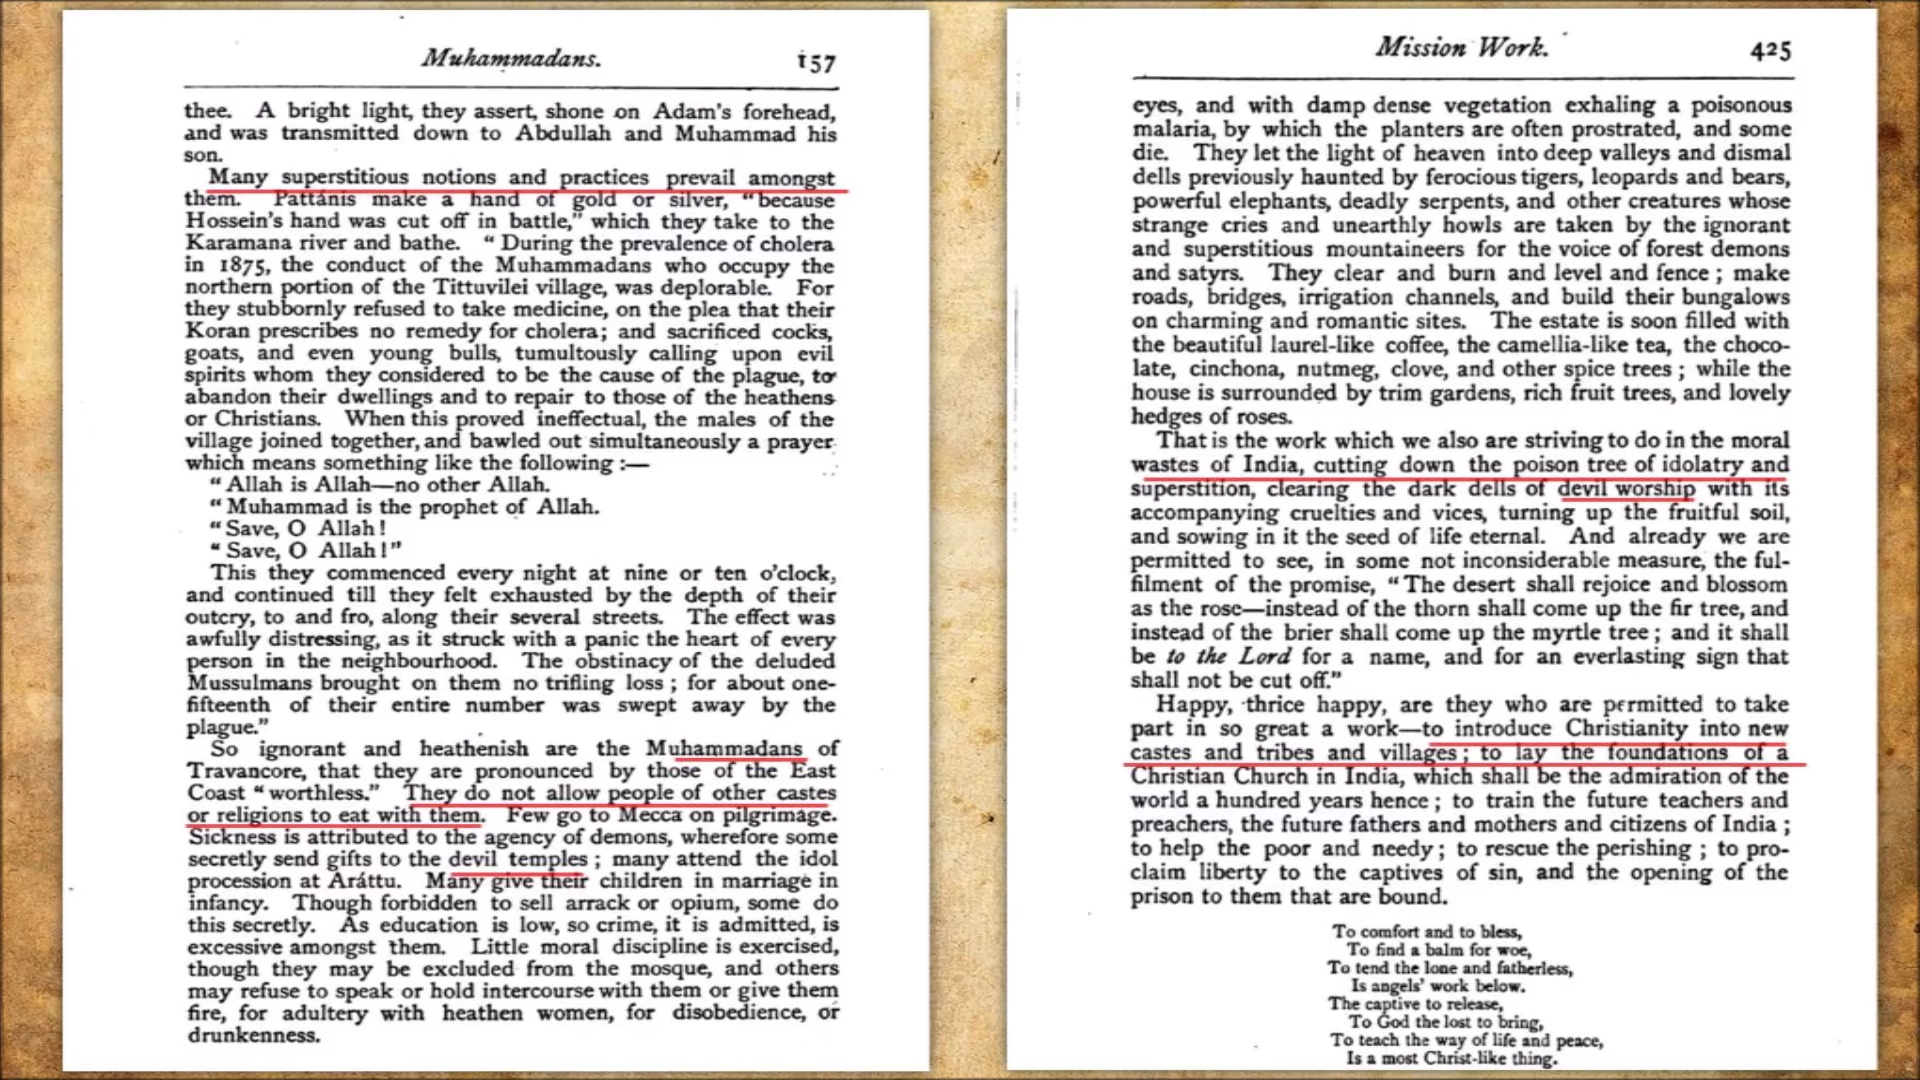 Muhammadans. 157
thee. A bright light, they assert, shone on Adam's forehead,
and was transmitted down to Abdullah and Muhammad his
son.
Many superstitious notions and practices prevail amongst
them. Pattánis make a hand of gold or silver, "because
Hossein's hand was cut off in battle," which they take to the
Karamana river and bathe. "During the prevalence of cholera
in 1875, the conduct of the Muhammadans who occupy the
northern portion of the Tittuvilei village, was deplorable. For
they stubbornly refused to take medicine, on the plea that their
Koran prescribes no remedy for cholera; and sacrificed cocks,
goats, and even young bulls, tumultously calling upon evil
spirits whom they considered to be the cause of the plague, to
abandon their dwellings and to repair to those of the heathens
or Christians. When this proved ineffectual, the males of the
village joined together, and bawled out simultaneously a prayer
which means something like the following :—
"Allah is Allah—no other Allah.
"Muhammad is the prophet of Allah.
"Save, O Allah!
"Save, O Allah!"
This they commenced every night at nine or ten o'clock,
and continued till they felt exhausted by the depth of their
outcry, to and fro, along their several streets. The effect was
awfully distressing, as it struck with a panic the heart of every
person in the neighbourhood. The obstinacy of the deluded
Mussulmans brought on them no trifling loss; for about one-
fifteenth of their entire number was swept away by the
plague."
So ignorant and heathenish are the Muhammadans of
Travancore, that they are pronounced by those of the East
Coast "worthless." They do not allow people of other castes
or religions to eat with them. Few go to Mecca on pilgrimage.
Sickness is attributed to the agency of demons, wherefore some
secretly send gifts to the devil temples; many attend the idol
procession at Aráttu. Many give their children in marriage in
infancy. Though forbidden to sell arrack or opium, some do
this secretly. As education is low, so crime, it is admitted, is
excessive amongst them. Little moral discipline is exercised,
though they may be excluded from the mosque, and others
may refuse to speak or hold intercourse with them or give them
fire, for adultery with heathen women, for disobedience, or
drunkenness.
Mission Work. 425
eyes, and with damp dense vegetation exhaling a poisonous
malaria, by which the planters are often prostrated, and some
die. They let the light of heaven into deep valleys and dismal
dells previously haunted by ferocious tigers, leopards and bears,
powerful elephants, deadly serpents, and other creatures whose
strange cries and unearthly howls are taken by the ignorant
and superstitious mountaineers for the voice of forest demons
and satyrs. They clear and burn and level and fence; make
roads, bridges, irrigation channels, and build their bungalows
on charming and romantic sites. The estate is soon filled with
the beautiful laurel-like coffee, the camellia-like tea, the choco-
late, cinchona, nutmeg, clove, and other spice trees; while the
house is surrounded by trim gardens, rich fruit trees, and lovely
hedges of roses.
That is the work which we also are striving to do in the moral
wastes of India, cutting down the poison tree of idolatry and
superstition, clearing the dark dells of devil worship with its
accompanying cruelties and vices, turning up the fruitful soil,
and sowing in it the seed of life eternal. And already we are
permitted to see, in some not inconsiderable measure, the ful-
filment of the promise, "The desert shall rejoice and blossom
as the rose—instead of the thorn shall come up the fir tree, and
instead of the brier shall come up the myrtle tree; and it shall
be to the Lord for a name, and for an everlasting sign that
shall not be cut off."
Happy, thrice happy, are they who are permitted to take
part in so great a work—to introduce Christianity into new
castes and tribes and villages; to lay the foundations of a
Christian Church in India, which shall be the admiration of the
world a hundred years hence; to train the future teachers and
preachers, the future fathers and mothers and citizens of India;
to help the poor and needy; to rescue the perishing; to pro-
claim liberty to the captives of sin, and the opening of the
prison to them that are bound.
To comfort and to bless,
To find a balm for woe,
To tend the lone and fatherless,
Is angels' work below.
The captive to release,
To God the lost to bring,
To teach the way of life and peace,
Is a most Christ-like thing.